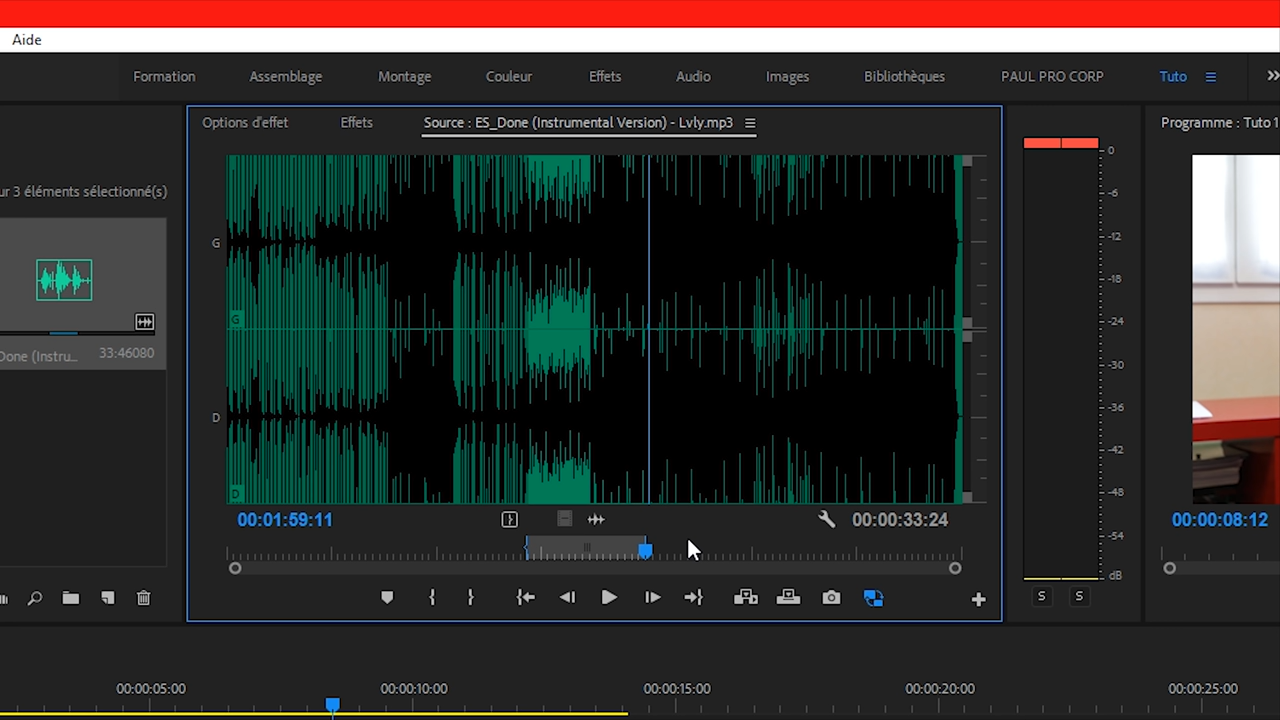 Aide
Formation Assemblage Montage Couleur Effets Audio Images Bibliothèques PAUL PRO CORP Tuto
Options d'effet Effets Source : ES_Done (Instrumental Version) - Lvly.mp3 Programme : Tuto 1
ur 3 éléments sélectionné(s)
Done (Instru... 33:46080
G
G
D
D
0
-6
-12
-18
-24
-30
-36
-42
-48
-54
dB
S S
00:01:59:11 00:00:33:24 00:00:08:12
00:00:05:00 00:00:10:00 00:00:15:00 00:00:20:00 00:00:25:00